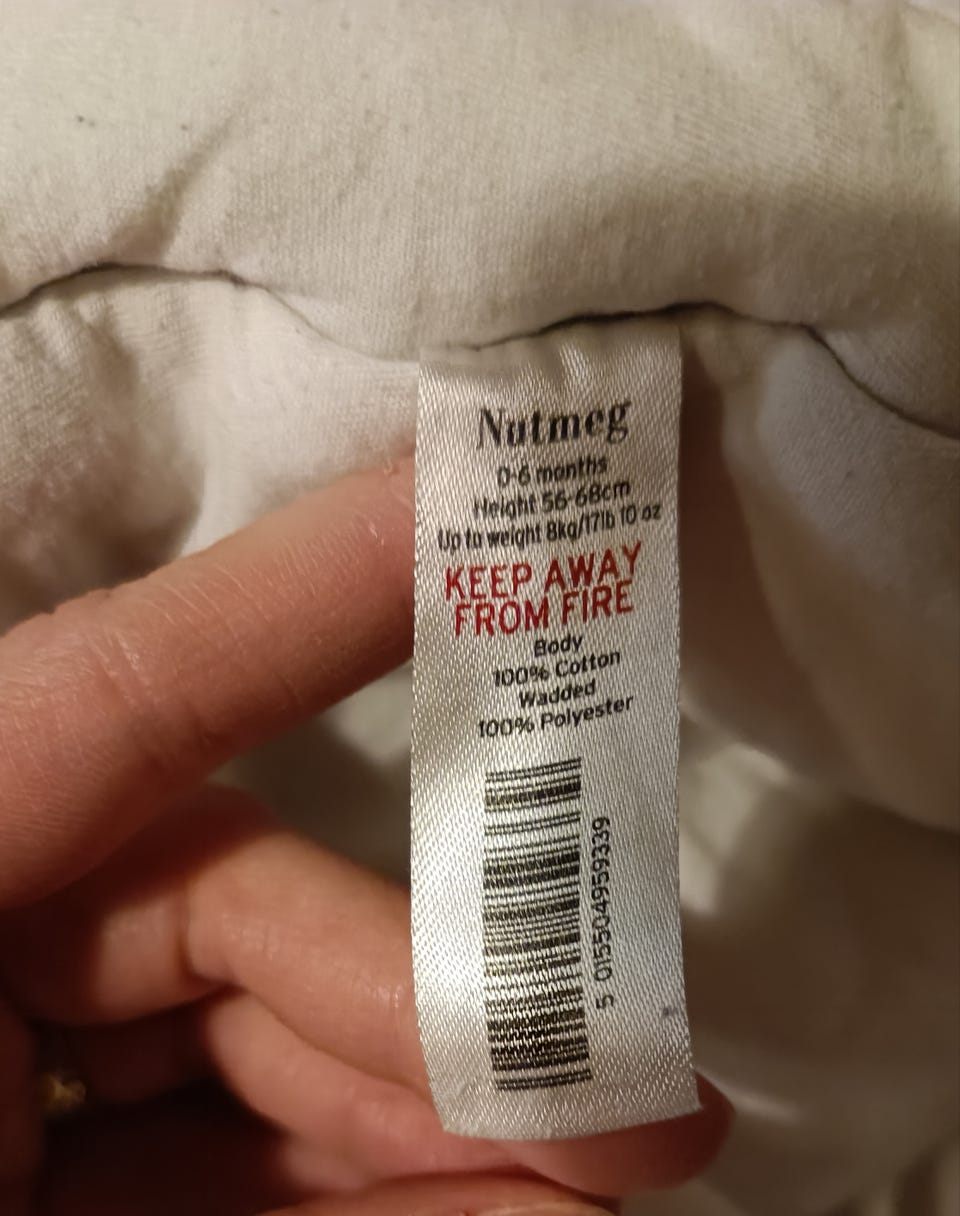 Nutmeg
0-6 months
Height 56-68cm
Up to weight 8kg/17lb 10 oz
KEEP AWAY
FROM FIRE
Body
100% Cotton
Wadded
100% Polyester
5 015504959339